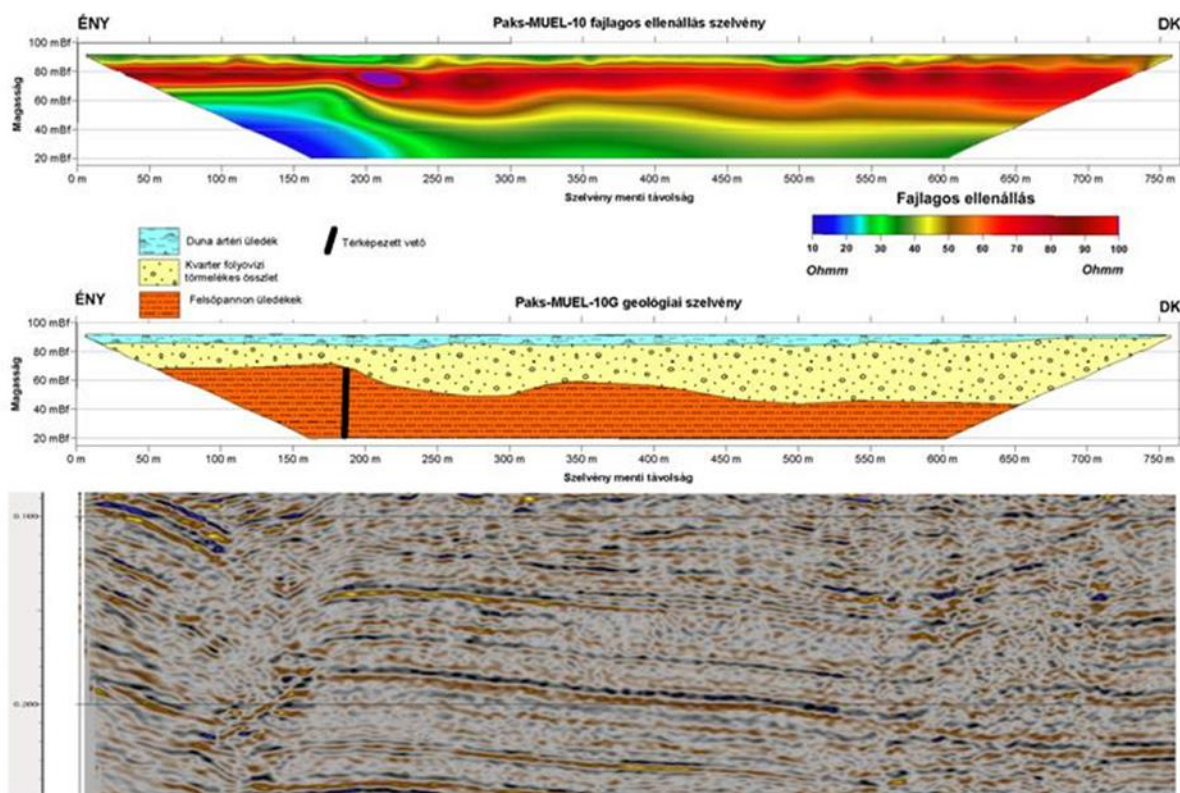 ÉNY
Paks-MUEL-10 fajlagos ellenállás szelvény
DK
100 mBf
80 mBf
60 mBf
40 mBf
20 mBf
Magasság
0 m 50 m 100 m 150 m 200 m 250 m 300 m 350 m 400 m 450 m 500 m 550 m 600 m 650 m 700 m 750 m
Szelvény menti távolság
Fajlagos ellenállás
10 20 30 40 50 60 70 80 90 100
Ohmm Ohmm
Duna ártéri üledék
Térképezett vető
Kvarter folyóvízi
törmelékes összlet
Felsőpannon üledékek
ÉNY
Paks-MUEL-10G geológiai szelvény
DK
100 mBf
80 mBf
60 mBf
40 mBf
20 mBf
Magasság
0 m 50 m 100 m 150 m 200 m 250 m 300 m 350 m 400 m 450 m 500 m 550 m 600 m 650 m 700 m 750 m
Szelvény menti távolság
0.100
0.200